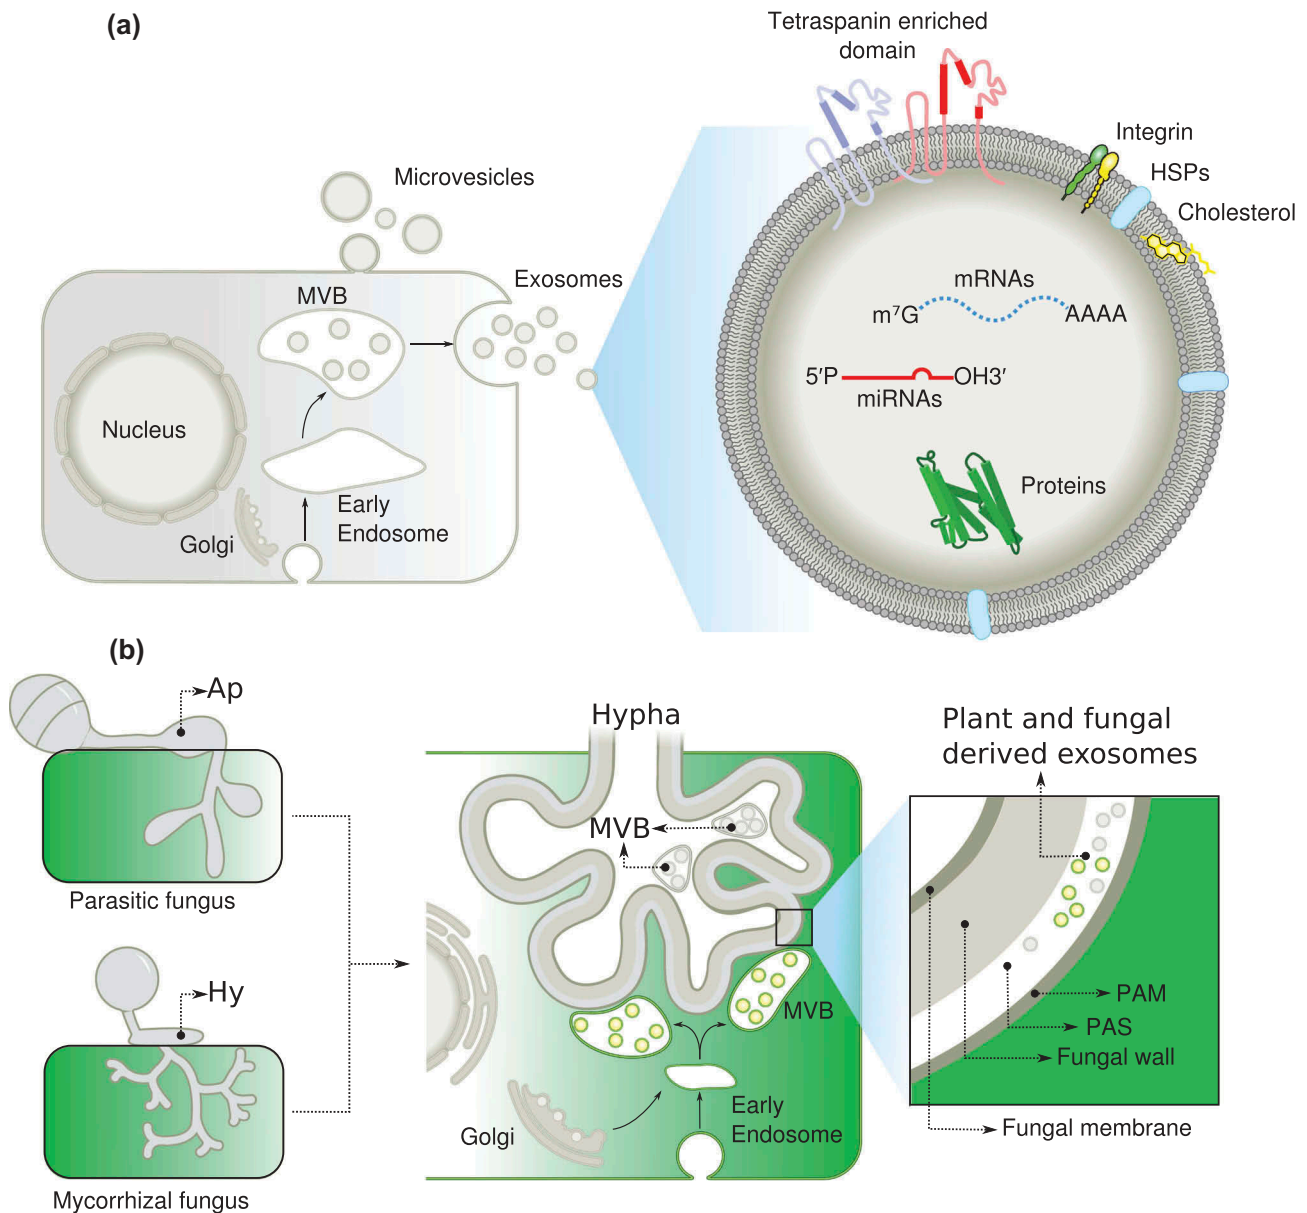 (a)
Tetraspanin enriched
domain
Integrin
HSPs
Cholesterol
Microvesicles
Exosomes
MVB
mRNAs
m⁷G
AAAA
5′P
OH3′
miRNAs
Nucleus
Proteins
Early
Endosome
Golgi
(b)
Ap
Parasitic fungus
Hy
Mycorrhizal fungus
Hypha
MVB
MVB
Early
Endosome
Golgi
Plant and fungal
derived exosomes
PAM
PAS
Fungal wall
Fungal membrane